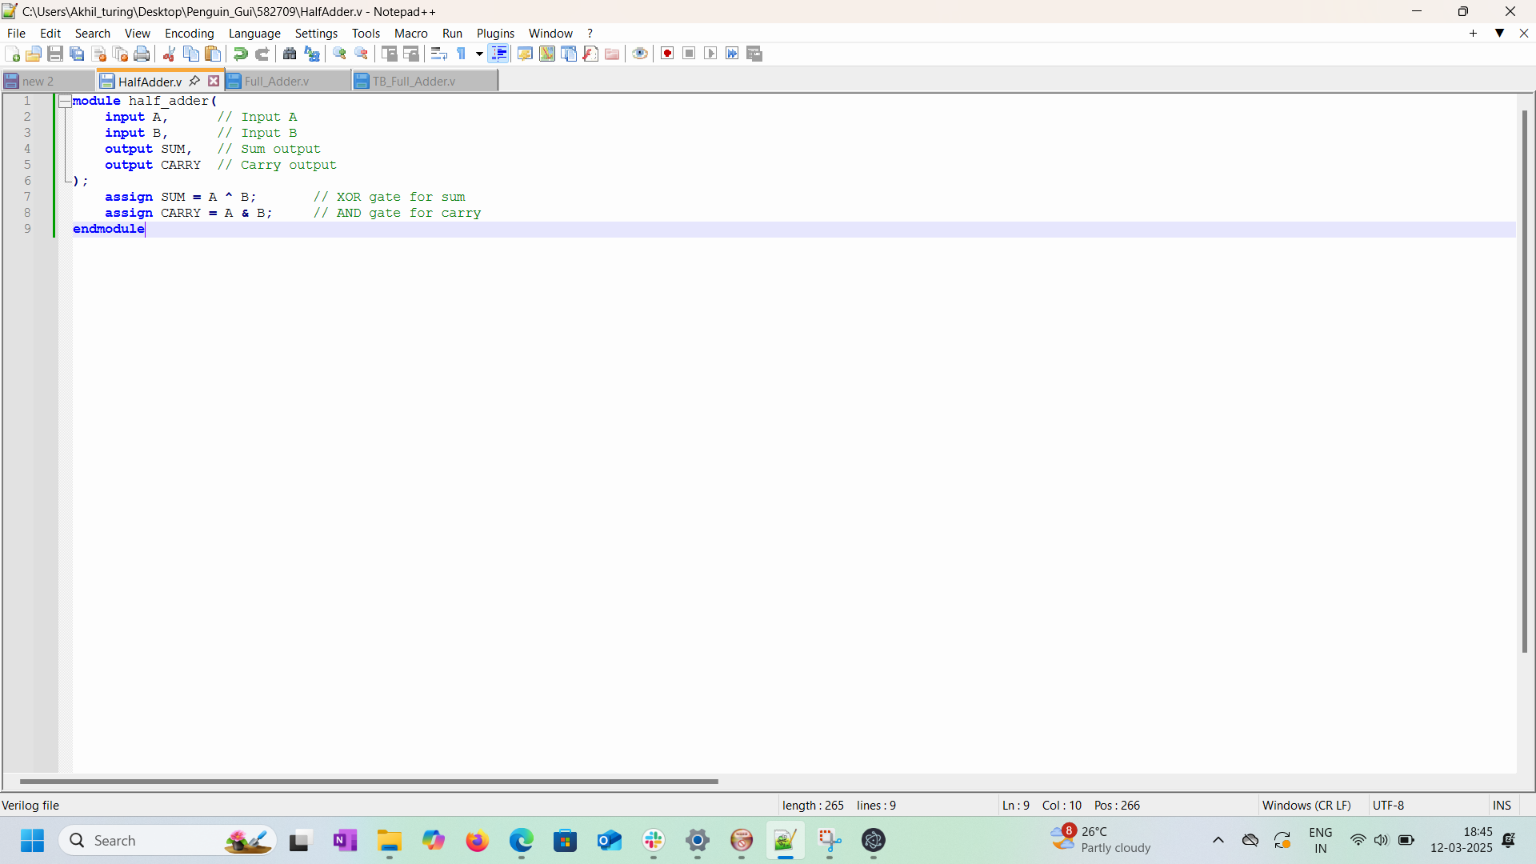 C:\Users\Akhil_turing\Desktop\Penguin_Gui\582709\HalfAdder.v - Notepad++
File Edit Search View Encoding Language Settings Tools Macro Run Plugins Window ?
new 2 HalfAdder.v Full_Adder.v TB_Full_Adder.v
1 module half_adder(
2 input A, // Input A
3 input B, // Input B
4 output SUM, // Sum output
5 output CARRY // Carry output
6 );
7 assign SUM = A ^ B; // XOR gate for sum
8 assign CARRY = A & B; // AND gate for carry
9 endmodule
Verilog file length : 265 lines : 9 Ln : 9 Col : 10 Pos : 266 Windows (CR LF) UTF-8 INS
Search
8
26°C
Partly cloudy
ENG
IN
18:45
12-03-2025